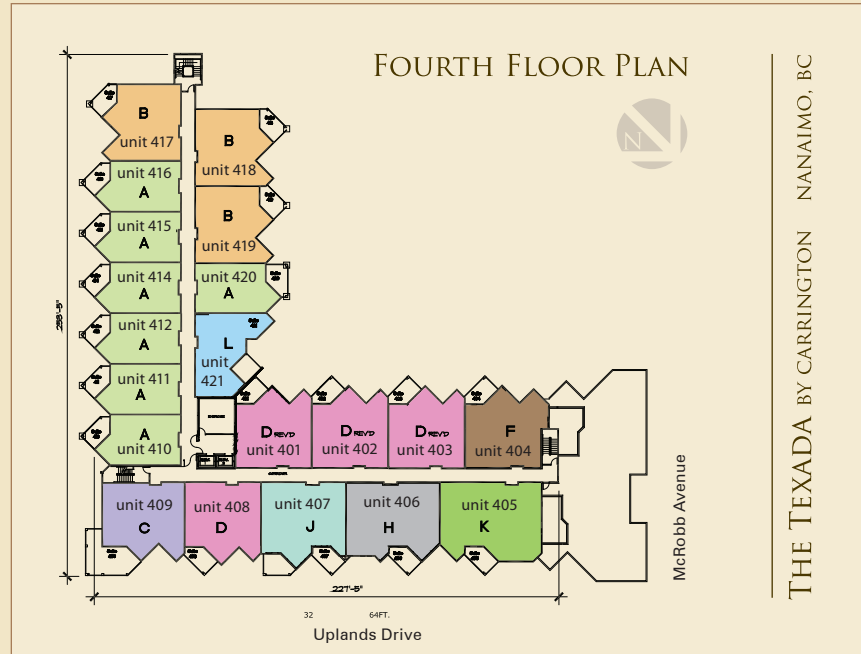 FOURTH FLOOR PLAN
N
THE TEXADA BY CARRINGTON NANAIMO, BC
B
unit 417
B
unit 418
unit 416
A
unit 415
A
B
unit 419
unit 414
A
unit 420
A
unit 412
A
L
unit
421
unit 411
A
A
unit 410
D REV'D
unit 401
D REV'D
unit 402
D REV'D
unit 403
F
unit 404
unit 409
C
unit 408
D
unit 407
J
unit 406
H
unit 405
K
227'-5"
32 64FT.
Uplands Drive
McRobb Avenue